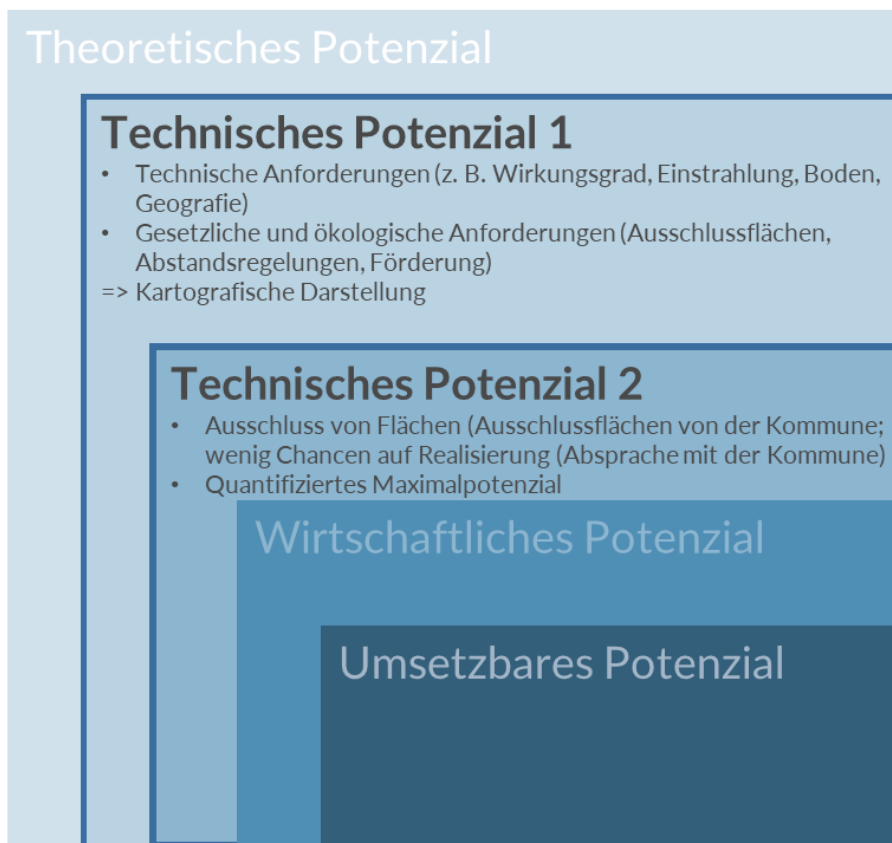 Theoretisches Potenzial
Technisches Potenzial 1
• Technische Anforderungen (z. B. Wirkungsgrad, Einstrahlung, Boden,
Geografie)
• Gesetzliche und ökologische Anforderungen (Ausschlussflächen,
Abstandsregelungen, Förderung)
=> Kartografische Darstellung
Technisches Potenzial 2
• Ausschluss von Flächen (Ausschlussflächen von der Kommune;
wenig Chancen auf Realisierung (Absprache mit der Kommune)
• Quantifiziertes Maximalpotenzial
Wirtschaftliches Potenzial
Umsetzbares Potenzial